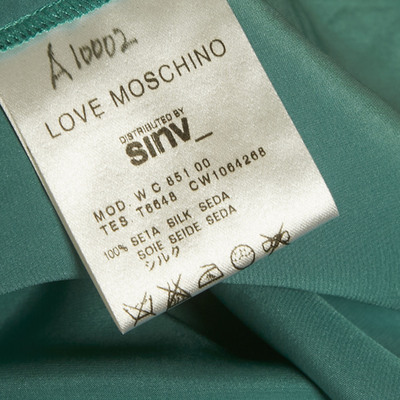 A10002
LOVE MOSCHINO
DISTRIBUTED BY
sinv_
MOD. W C 851 00
TES T6648 CW1064268
100% SETA SILK SEDA
SOIE SEIDE SEDA
シルク